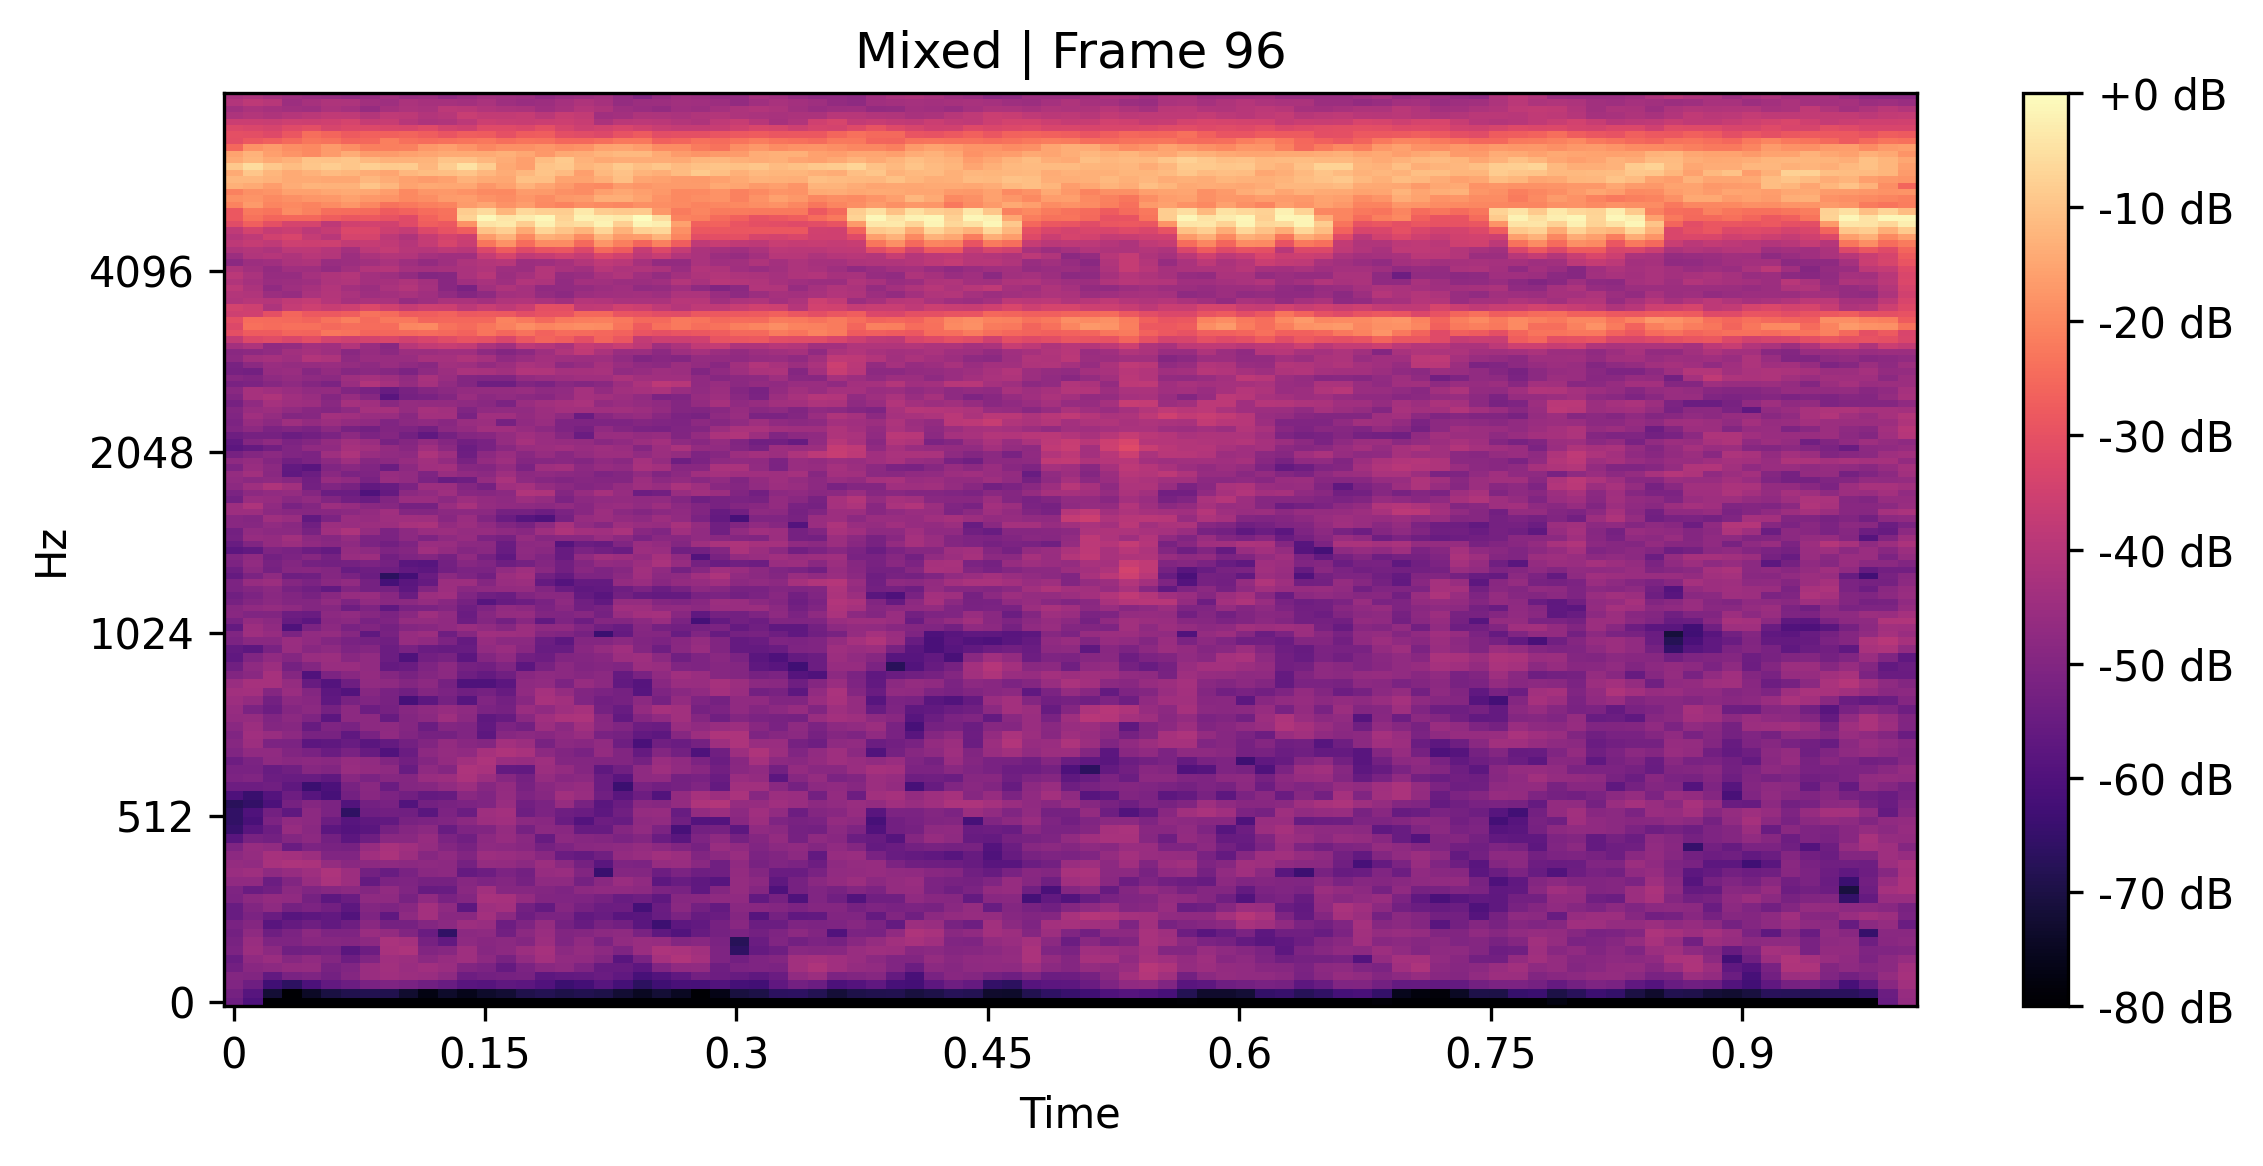 Mixed | Frame 96
+0 dB
-10 dB
4096
-20 dB
-30 dB
2048
-40 dB
Hz
1024
-50 dB
512
-60 dB
-70 dB
0
-80 dB
0 0.15 0.3 0.45 0.6 0.75 0.9
Time